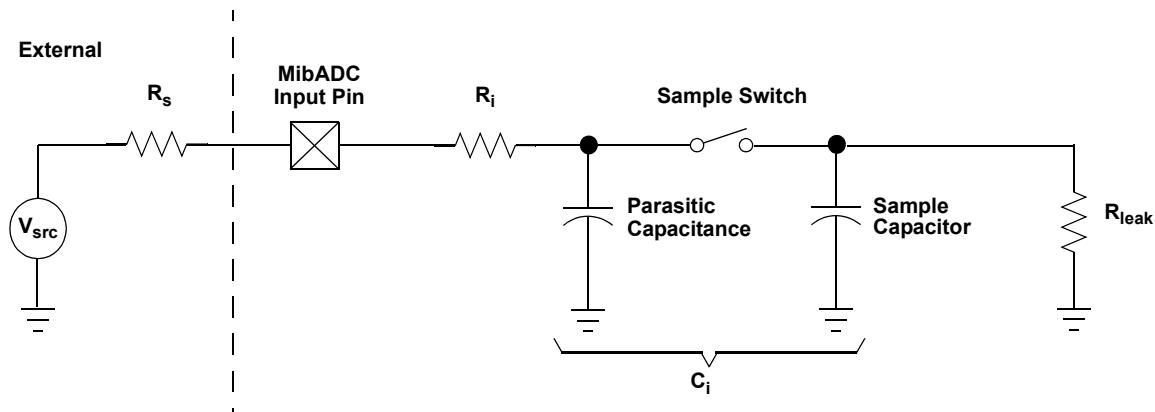 External
MibADC
Input Pin
Rs
Ri
Sample Switch
Vsrc
Parasitic
Capacitance
Sample
Capacitor
Rleak
Ci